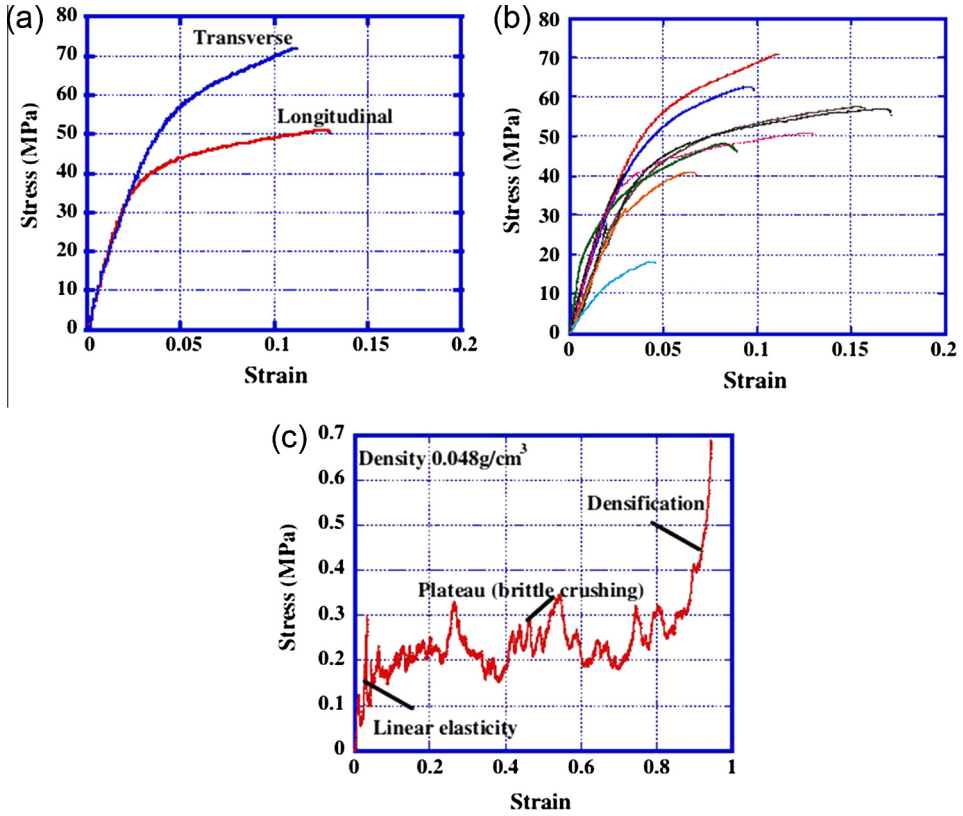 (a)
80
70
60
50
40
30
20
10
0
Stress (MPa)
Transverse
Longitudinal
0 0.05 0.1 0.15 0.2
Strain
(b)
80
70
60
50
40
30
20
10
0
Stress (MPa)
0 0.05 0.1 0.15 0.2
Strain
(c)
0.7
0.6
0.5
0.4
0.3
0.2
0.1
0
Stress (MPa)
Density 0.048g/cm³
Densification
Plateau (brittle crushing)
Linear elasticity
0 0.2 0.4 0.6 0.8 1
Strain